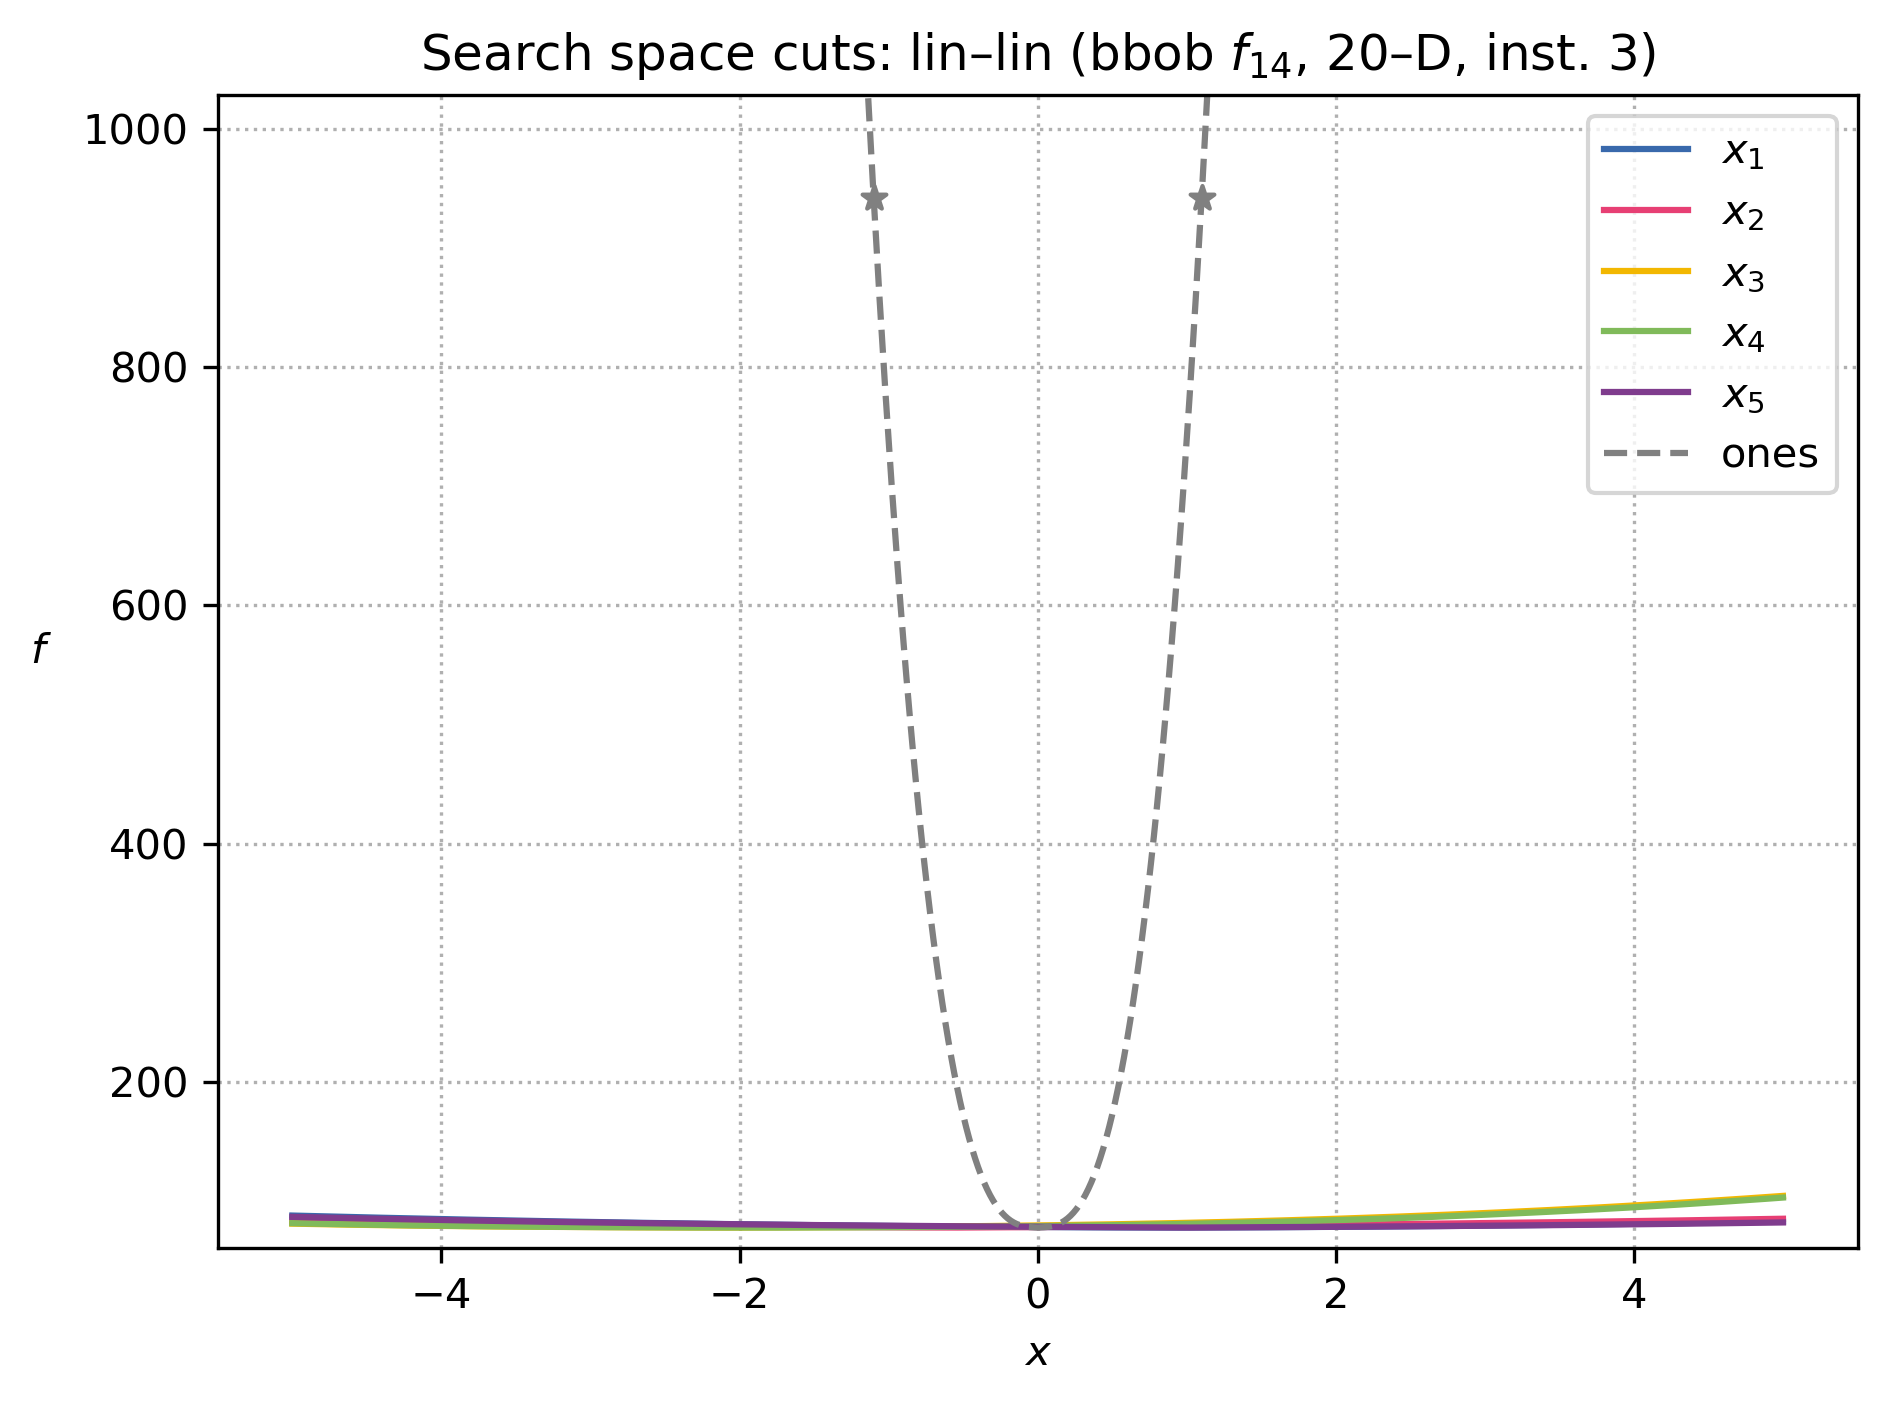 Search space cuts: lin–lin (bbob f14, 20–D, inst. 3)
1000
800
600
400
200
f
−4
−2
0
2
4
x
x1
x2
x3
x4
x5
ones